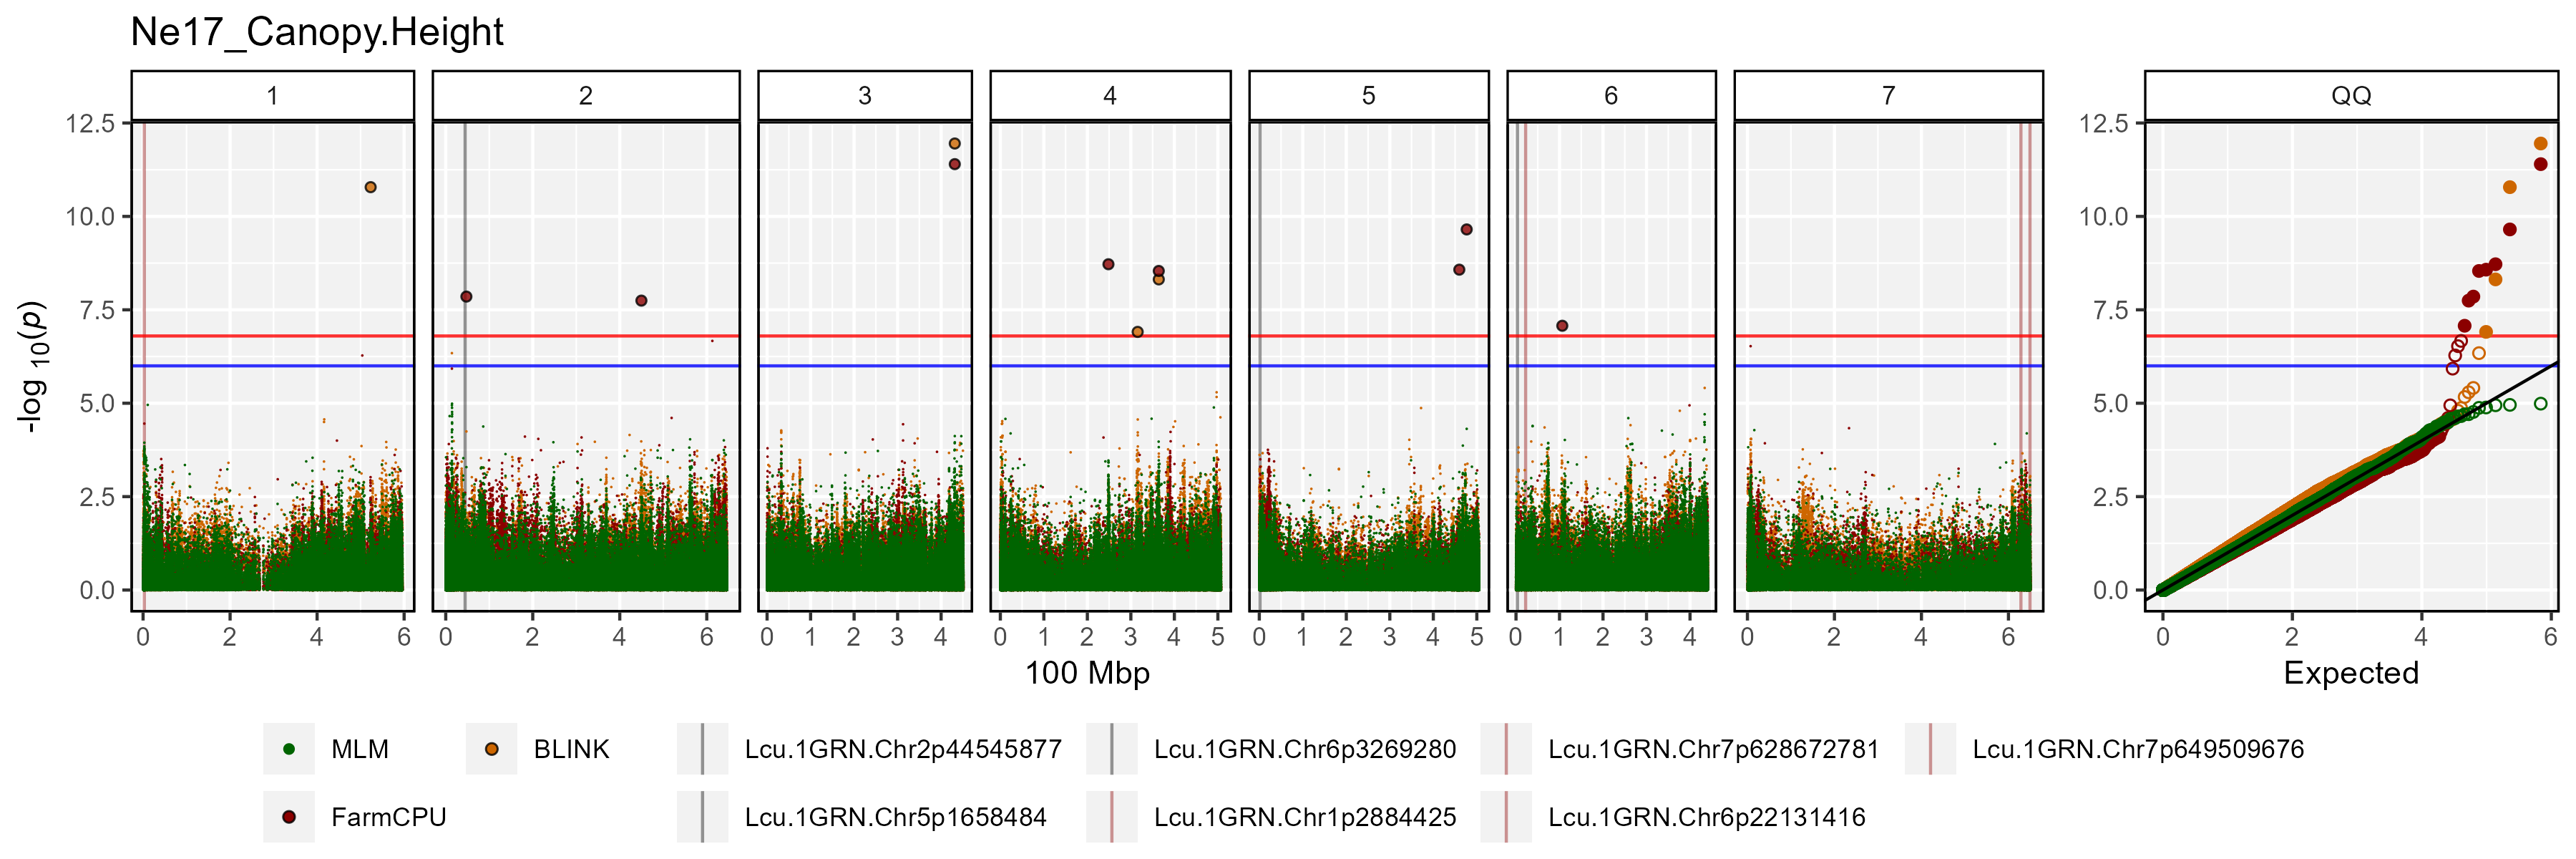 Ne17_Canopy.Height
1 2 3 4 5 6 7 QQ
12.5 12.5
10.0 10.0
7.5 7.5
5.0 5.0
2.5 2.5
0.0 0.0
-log 10(p)
0 2 4 6 0 2 4 6 0 1 2 3 4 0 1 2 3 4 5 0 1 2 3 4 5 0 1 2 3 4 0 2 4 6 0 2 4 6
100 Mbp Expected
MLM BLINK Lcu.1GRN.Chr2p44545877 Lcu.1GRN.Chr6p3269280 Lcu.1GRN.Chr7p628672781 Lcu.1GRN.Chr7p649509676
FarmCPU Lcu.1GRN.Chr5p1658484 Lcu.1GRN.Chr1p2884425 Lcu.1GRN.Chr6p22131416